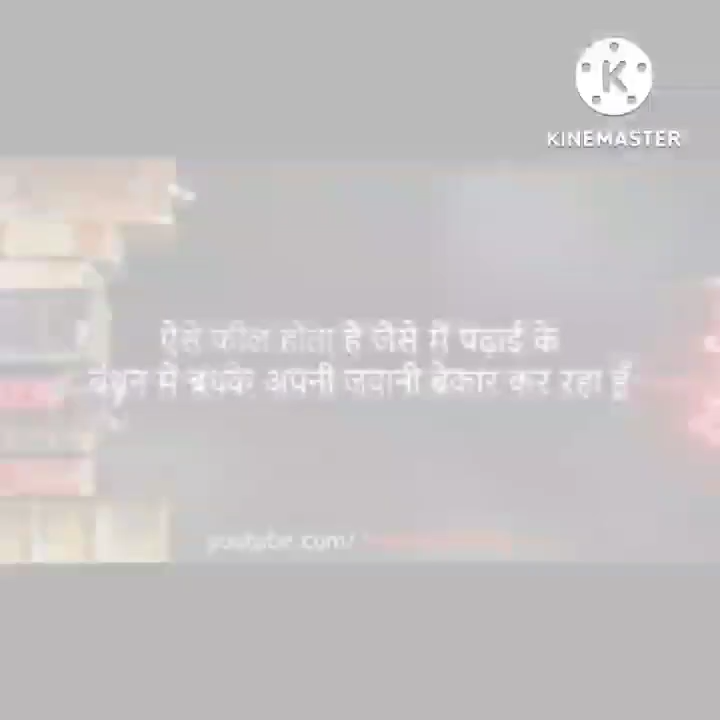 KINEMASTER
ऐसे फील होता है जैसे मैं पढ़ाई के
बंधन में बंधके अपनी जवानी बेकार कर रहा हूँ
youtube.com/